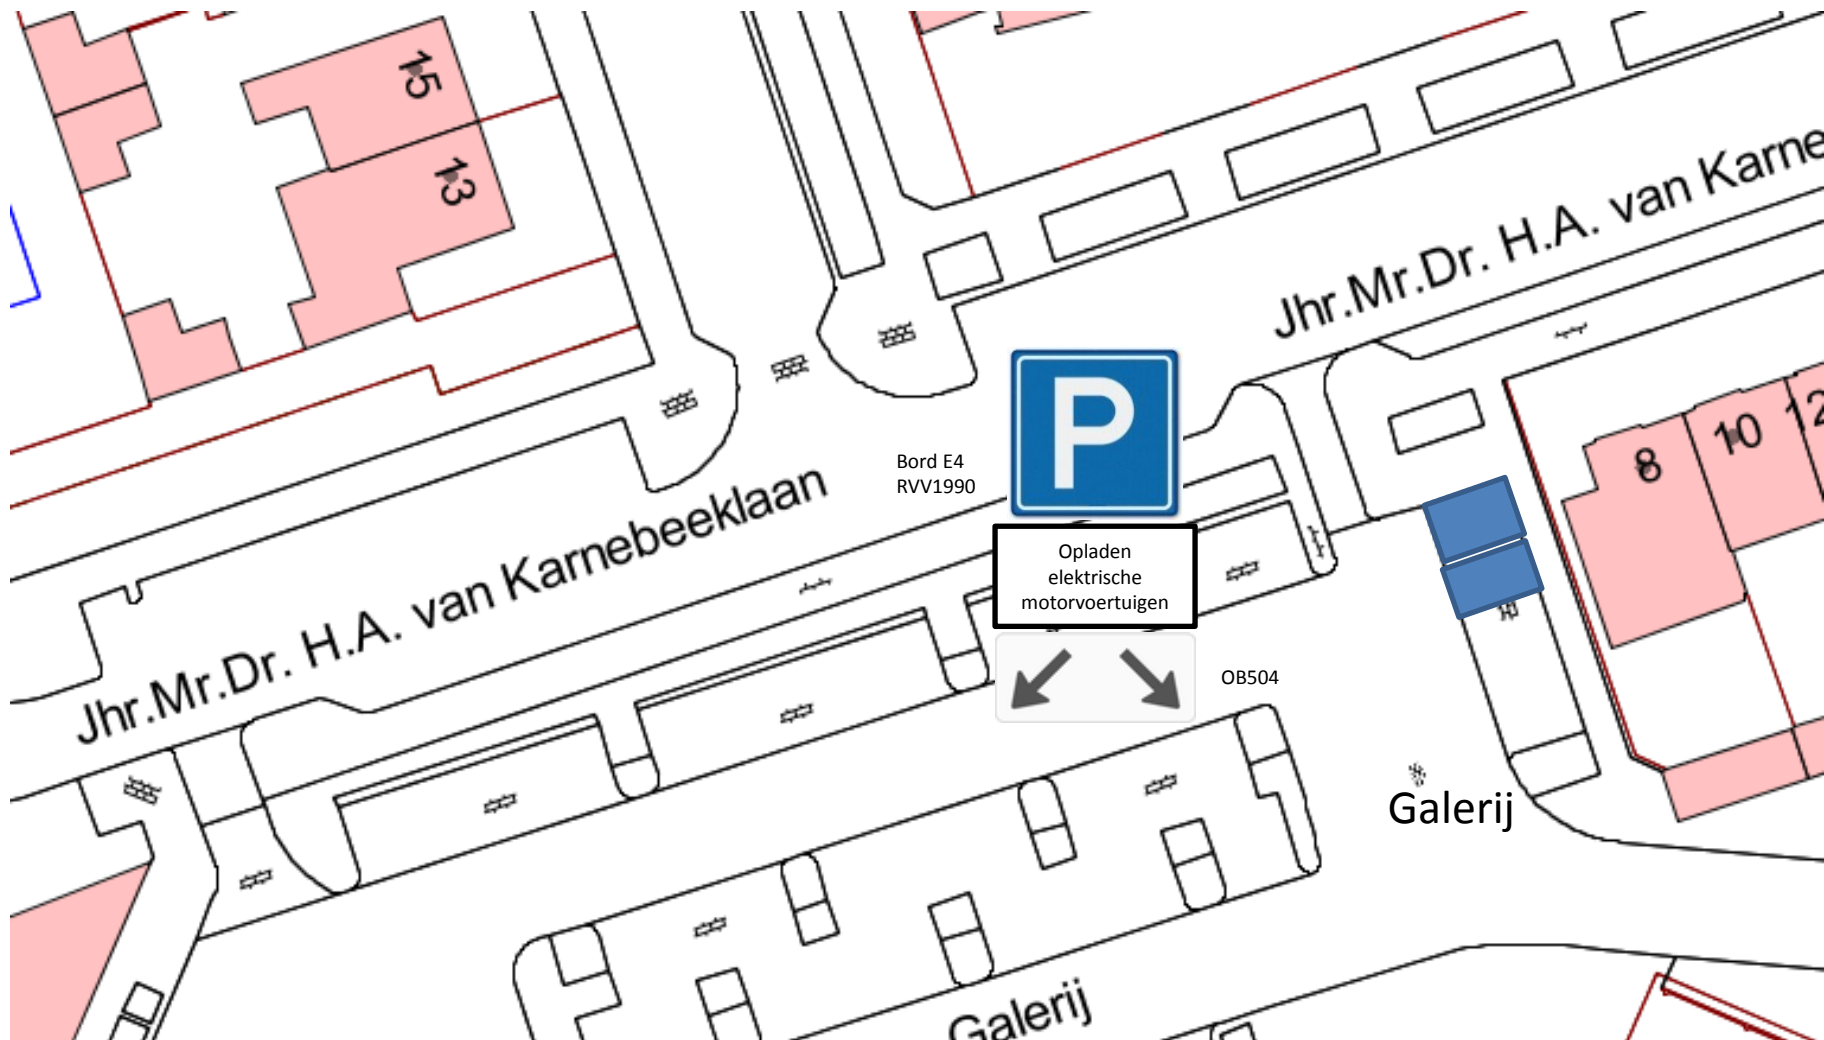 15
13
Jhr.Mr.Dr. H.A. van Karne
P
Bord E4
RVV1990
12
10
8
Jhr.Mr.Dr. H.A. van Karnebeeklaan
Opladen
elektrische
motorvoertuigen
OB504
Galerij
Galerij